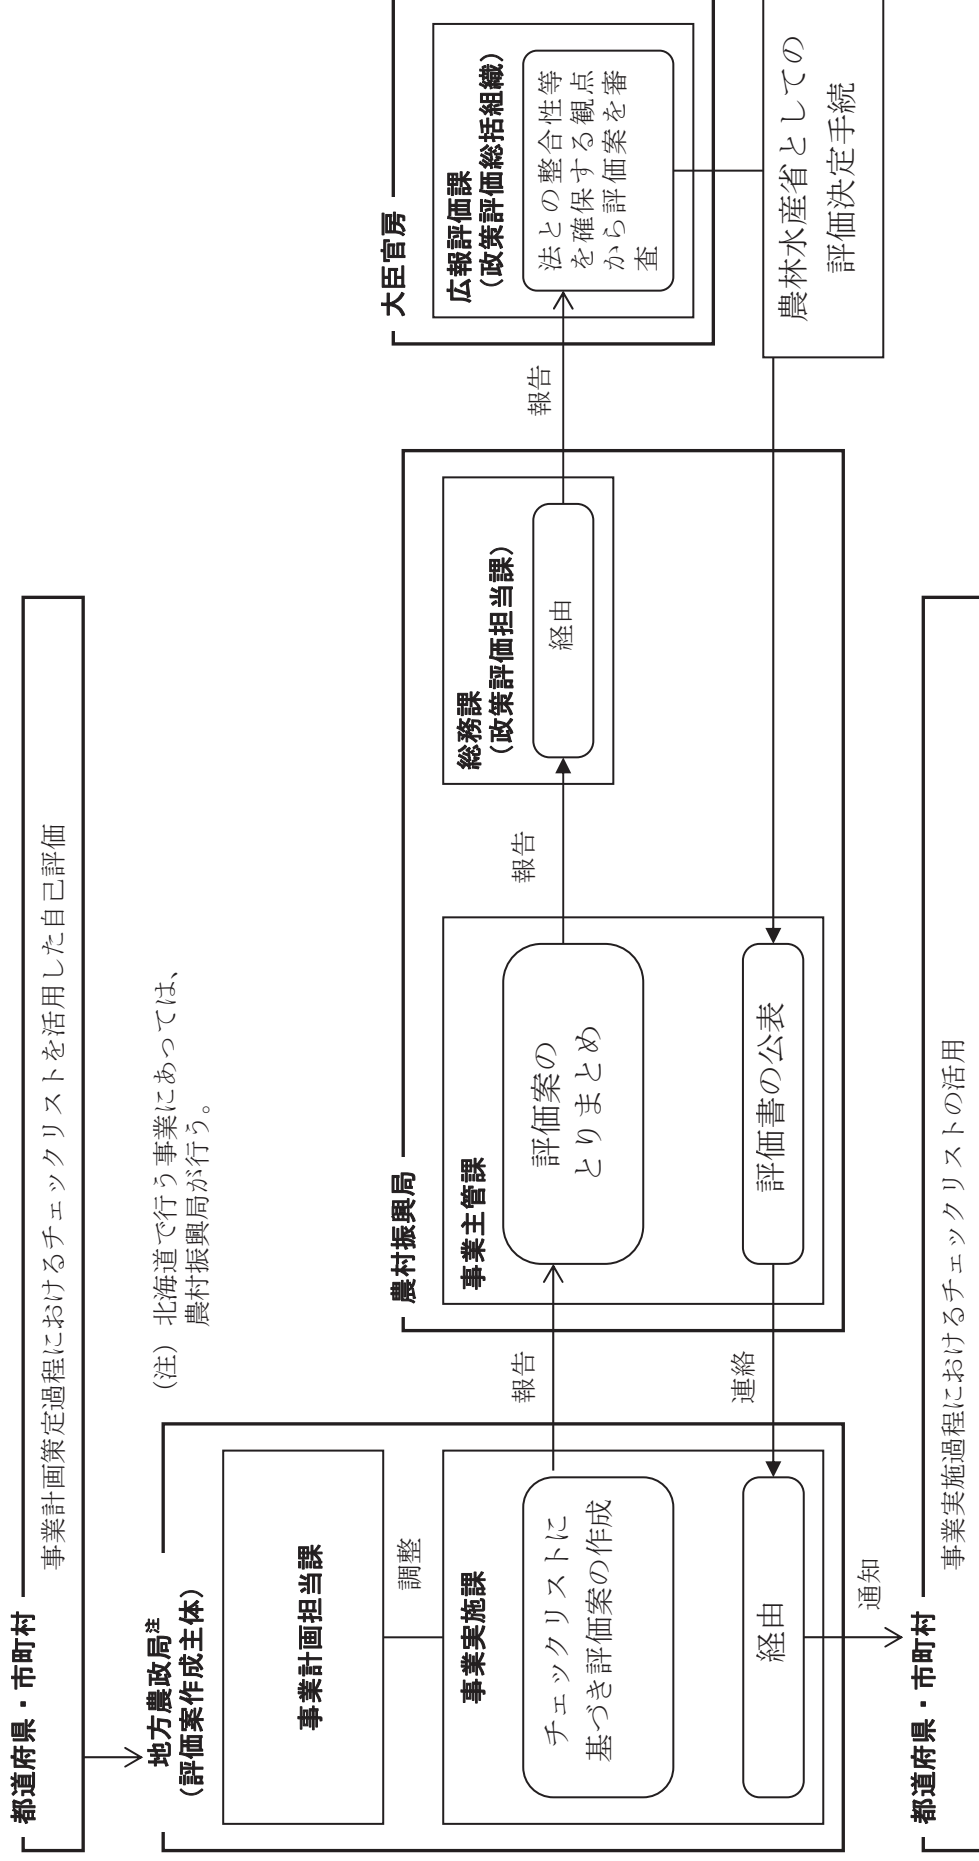 都道府県・市町村
事業計画策定過程におけるチェックリストを活用した自己評価
(注) 北海道で行う事業にあっては、
農村振興局が行う。
地方農政局注
(評価案作成主体)
事業計画担当課
調整
事業実施課
チェックリストに
基づき評価案の作成
経由
報告
連絡
通知
農村振興局
事業主管課
評価案の
とりまとめ
評価書の公表
報告
総務課
(政策評価担当課)
経由
報告
大臣官房
広報評価課
(政策評価総括組織)
法との整合性等
を確保する観点
から評価案を審
査
農林水産省としての
評価決定手続
都道府県・市町村
事業実施過程におけるチェックリストの活用